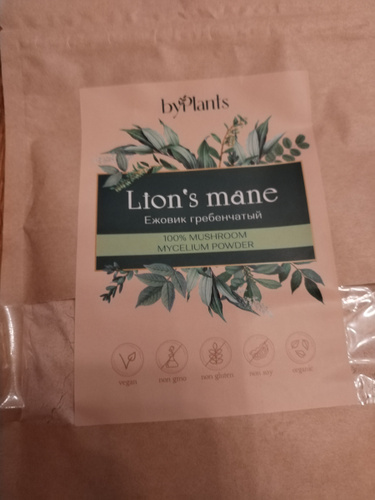 byPlants
Lion's mane
Ежовик гребенчатый
100% MUSHROOM
MYCELIUM POWDER
vegan
non gmo
non gluten
non soy
organic